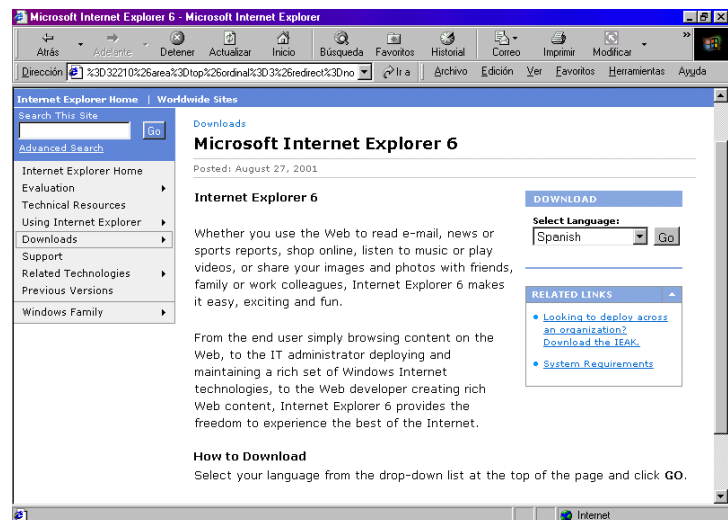 Microsoft Internet Explorer 6 - Microsoft Internet Explorer
Atrás Adelante Detener Actualizar Inicio Búsqueda Favoritos Historial Correo Imprimir Modificar »
Dirección %3D32210%26area%3Dtop%26ordinal%3D3%26redirect%3Dno Ir a Archivo Edición Ver Favoritos Herramientas Ayuda
Internet Explorer Home | Worldwide Sites
Search This Site
Go
Advanced Search
Internet Explorer Home
Evaluation
Technical Resources
Using Internet Explorer
Downloads
Support
Related Technologies
Previous Versions
Windows Family
Downloads
Microsoft Internet Explorer 6
Posted: August 27, 2001
Internet Explorer 6
Whether you use the Web to read e-mail, news or
sports reports, shop online, listen to music or play
videos, or share your images and photos with friends,
family or work colleagues, Internet Explorer 6 makes
it easy, exciting and fun.
From the end user simply browsing content on the
Web, to the IT administrator deploying and
maintaining a rich set of Windows Internet
technologies, to the Web developer creating rich
Web content, Internet Explorer 6 provides the
freedom to experience the best of the Internet.
How to Download
Select your language from the drop-down list at the top of the page and click GO.
DOWNLOAD
Select Language:
Spanish Go
RELATED LINKS
Looking to deploy across
an organization?
Download the IEAK.
System Requirements
Internet